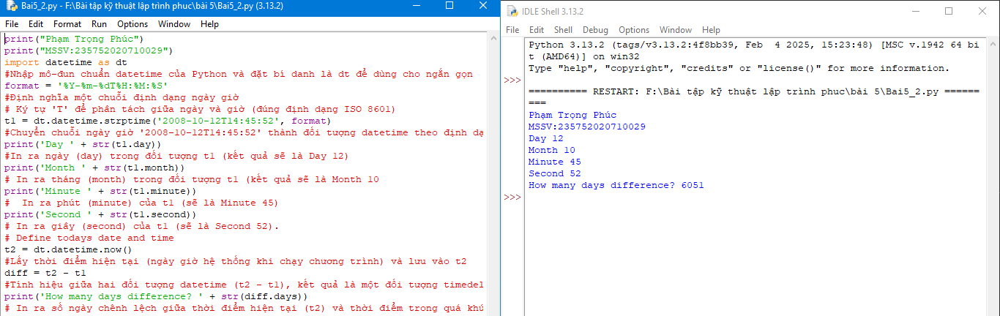 Bai5_2.py - F:\Bài tập kỹ thuật lập trình phuc\bài 5\Bai5_2.py (3.13.2)
File Edit Format Run Options Window Help
print("Phạm Trọng Phúc")
print("MSSV:235752020710029")
import datetime as dt
#Nhập mô-đun chuẩn datetime của Python và đặt bí danh là dt để dùng cho ngắn gọn
format = '%Y-%m-%dT%H:%M:%S'
#Định nghĩa một chuỗi định dạng ngày giờ
# Ký tự 'T' để phân tách giữa ngày và giờ (đúng định dạng ISO 8601)
t1 = dt.datetime.strptime('2008-10-12T14:45:52', format)
#Chuyển chuỗi ngày giờ '2008-10-12T14:45:52' thành đối tượng datetime theo định dạ
print('Day ' + str(t1.day))
#In ra ngày (day) trong đối tượng t1 (kết quả sẽ là Day 12)
print('Month ' + str(t1.month))
# In ra tháng (month) trong đối tượng t1 (kết quả sẽ là Month 10
print('Minute ' + str(t1.minute))
#  In ra phút (minute) của t1 (sẽ là Minute 45)
print('Second ' + str(t1.second))
# In ra giây (second) của t1 (sẽ là Second 52).
# Define todays date and time
t2 = dt.datetime.now()
#Lấy thời điểm hiện tại (ngày giờ hệ thống khi chạy chương trình) và lưu vào t2
diff = t2 - t1
#Tính hiệu giữa hai đối tượng datetime (t2 - t1), kết quả là một đối tượng timedel
print('How many days difference? ' + str(diff.days))
# In ra số ngày chênh lệch giữa thời điểm hiện tại (t2) và thời điểm trong quá khứ
IDLE Shell 3.13.2
File Edit Shell Debug Options Window Help
Python 3.13.2 (tags/v3.13.2:4f8bb39, Feb  4 2025, 15:23:48) [MSC v.1942 64 bi
t (AMD64)] on win32
Type "help", "copyright", "credits" or "license()" for more information.
>>>
========== RESTART: F:\Bài tập kỹ thuật lập trình phuc\bài 5\Bai5_2.py =======
===
Phạm Trọng Phúc
MSSV:235752020710029
Day 12
Month 10
Minute 45
Second 52
How many days difference? 6051
>>>